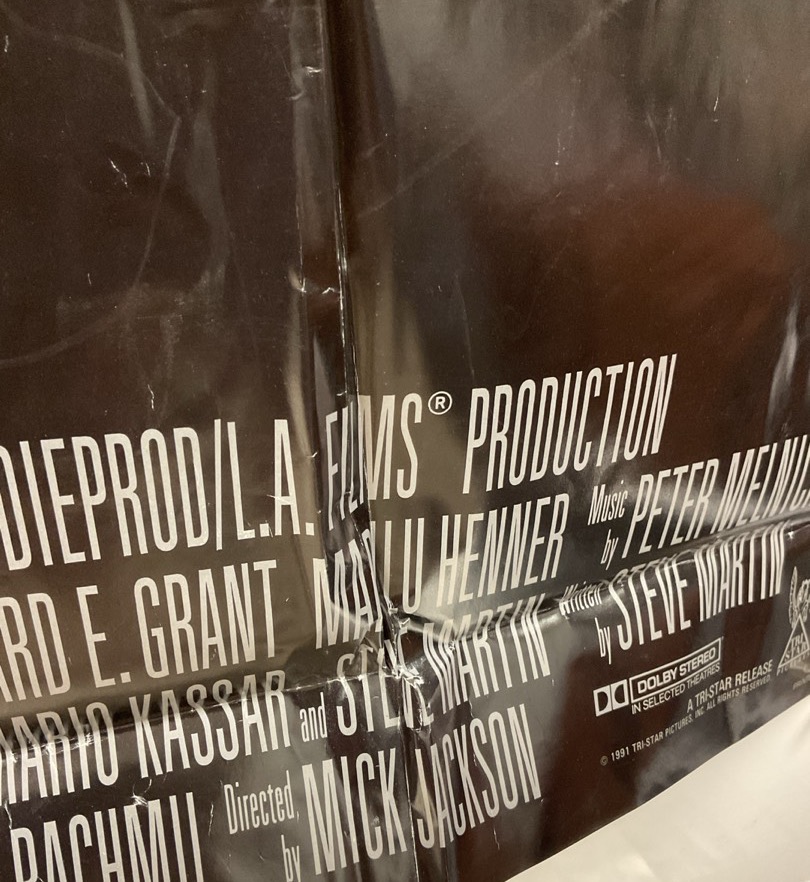 DIEPROD/L.A. FILMS® PRODUCTION
RD E. GRANT MARILU HENNER Music by PETER MELNI
MARIO KASSAR and STEVE MARTIN Written by STEVE MARTIN
RACHMIL Directed by MICK JACKSON
DOLBY STEREO
IN SELECTED THEATRES
A TRI-STAR RELEASE
© 1991 TRI-STAR PICTURES, INC. ALL RIGHTS RESERVED.